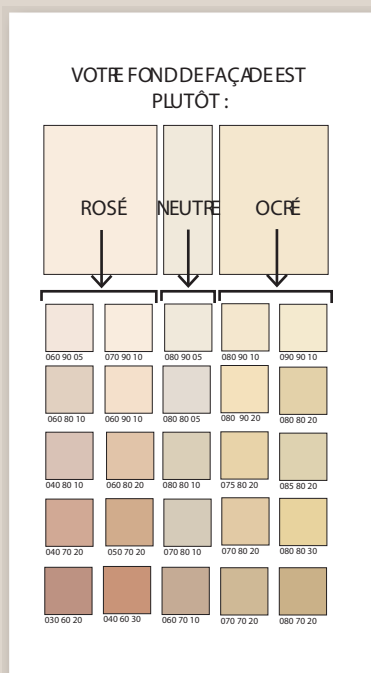 VOTRE FOND DE FAÇADE EST
PLUTÔT :
ROSÉ NEUTRE OCRÉ
060 90 05 070 90 10 080 90 05 080 90 10 090 90 10
060 80 10 060 90 10 080 80 05 080 90 20 080 80 20
040 80 10 060 80 20 080 80 10 075 80 20 085 80 20
040 70 20 050 70 20 070 80 10 070 80 20 080 80 30
030 60 20 040 60 30 060 70 10 070 70 20 080 70 20